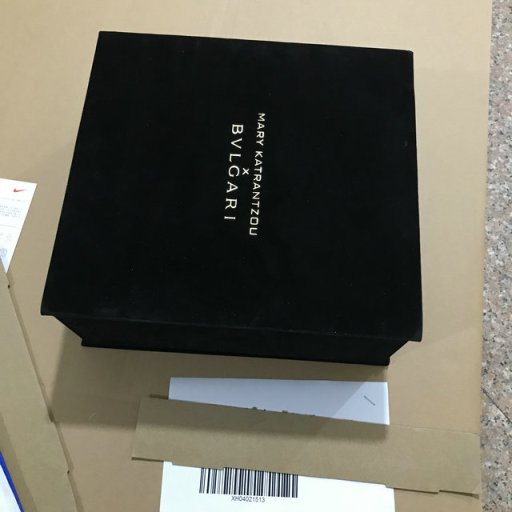 MARY KATRANTZOU
x
BVLGARI
XH04021513